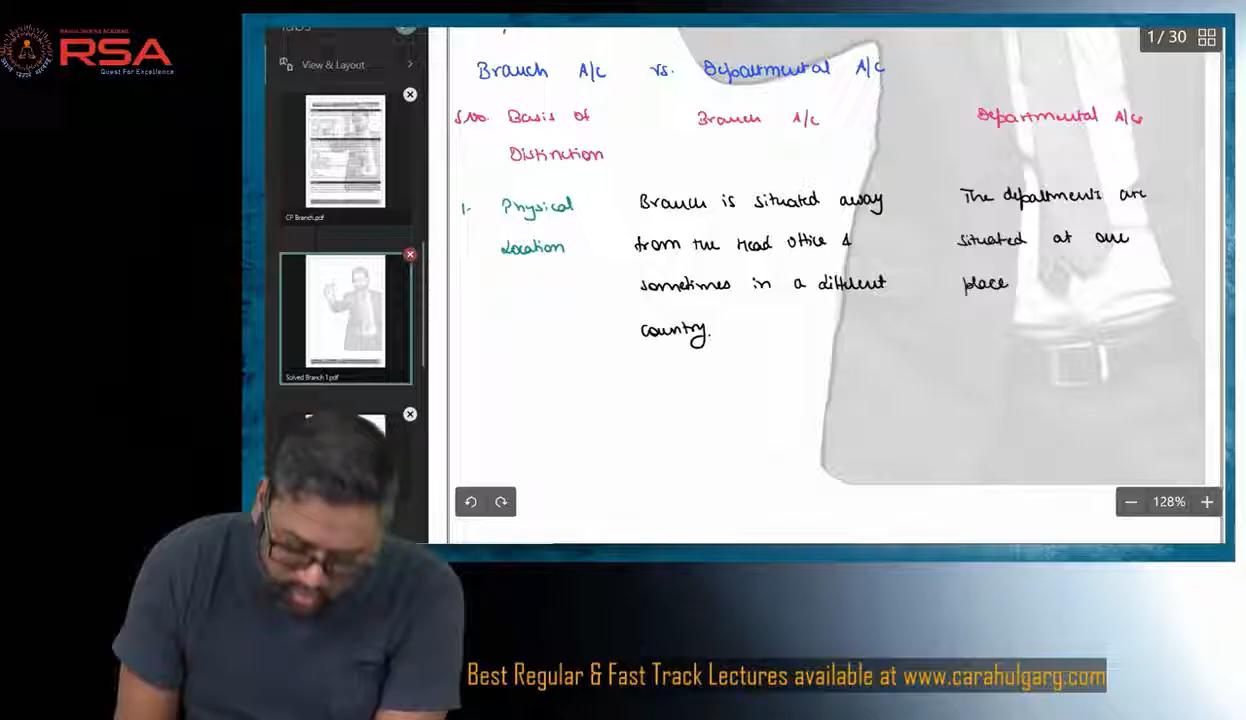 RSA
Quest For Excellence
View & Layout
CP Branch.pdf
Solved Branch 1.pdf
1 / 30
Branch A/c vs. Departmental A/c
S.No. Basis of Distinction
Branch A/c
Departmental A/c
1. Physical Location
Branch is situated away
from the Head Office &
sometimes in a different
country.
The departments are
situated at one
place
128%
Best Regular & Fast Track Lectures available at www.carahulgarg.com